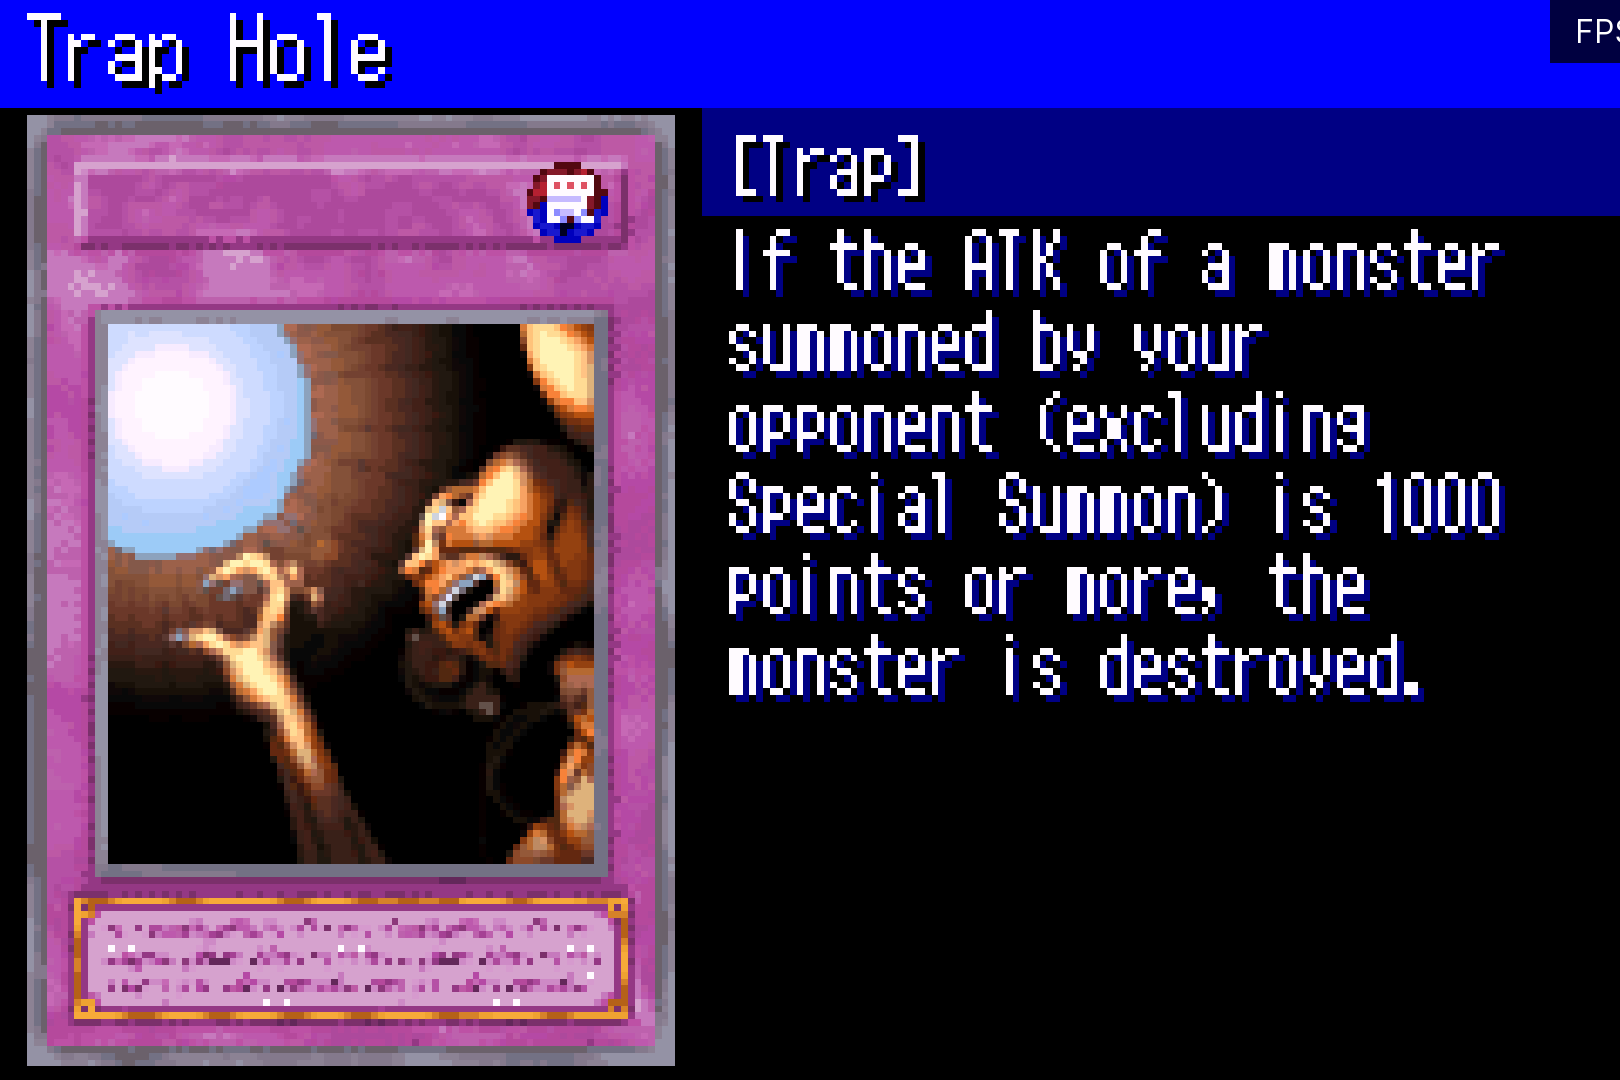 Trap Hole
FPS
[Trap]
If the ATK of a monster
summoned by your
opponent (excluding
Special Summon) is 1000
points or more, the
monster is destroyed.